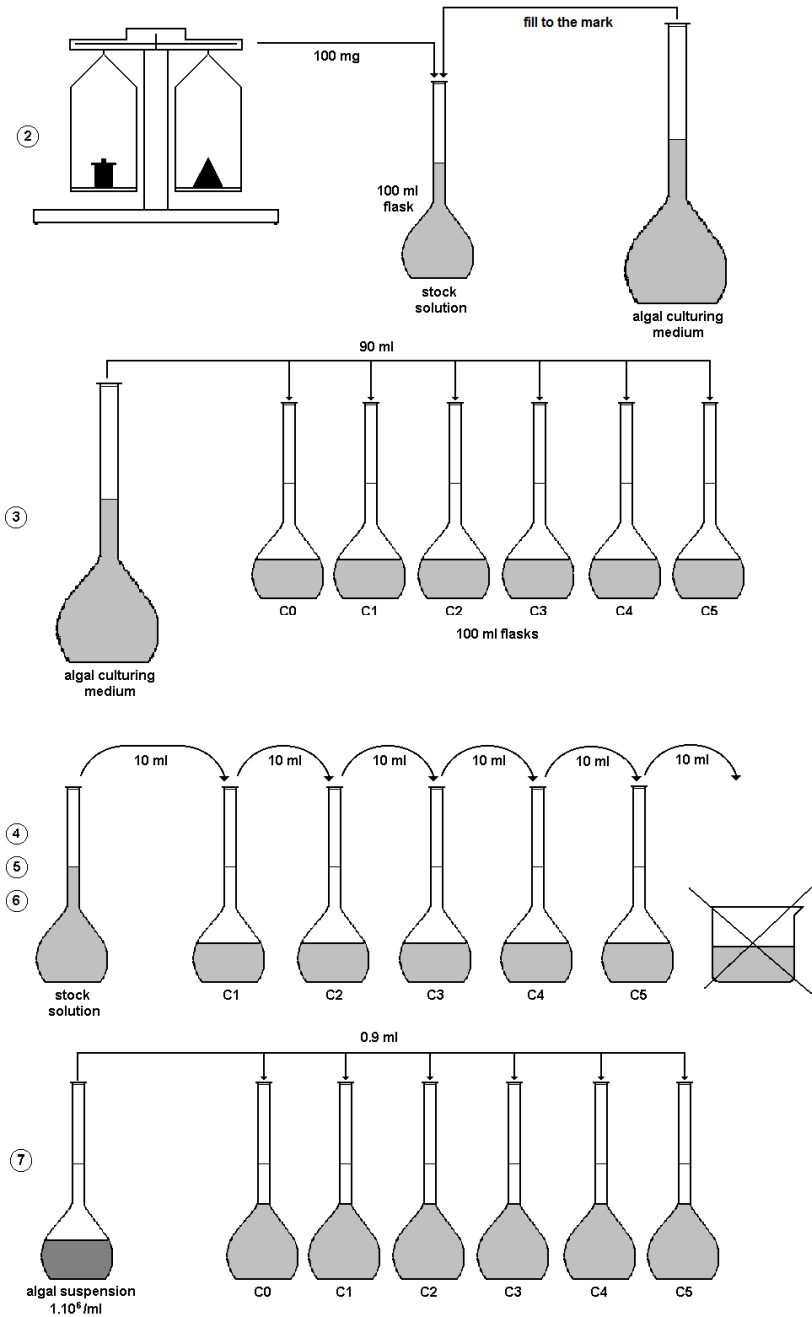 fill to the mark
100 mg
2
100 ml
flask
stock
solution
algal culturing
medium
90 ml
3
C0 C1 C2 C3 C4 C5
100 ml flasks
algal culturing
medium
10 ml 10 ml 10 ml 10 ml 10 ml 10 ml
4
5
6
stock
solution
C1 C2 C3 C4 C5
0.9 ml
7
algal suspension
1.10⁶/ml
C0 C1 C2 C3 C4 C5